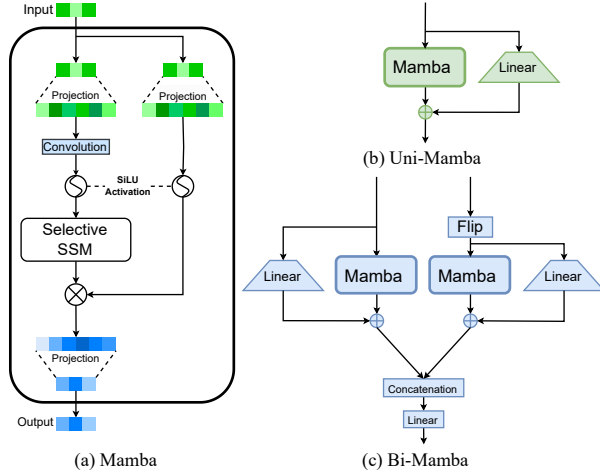 Input
Projection
Projection
Convolution
SiLU
Activation
Selective
SSM
Projection
Output
(a) Mamba
Mamba
Linear
(b) Uni-Mamba
Flip
Linear
Mamba
Mamba
Linear
Concatenation
Linear
(c) Bi-Mamba